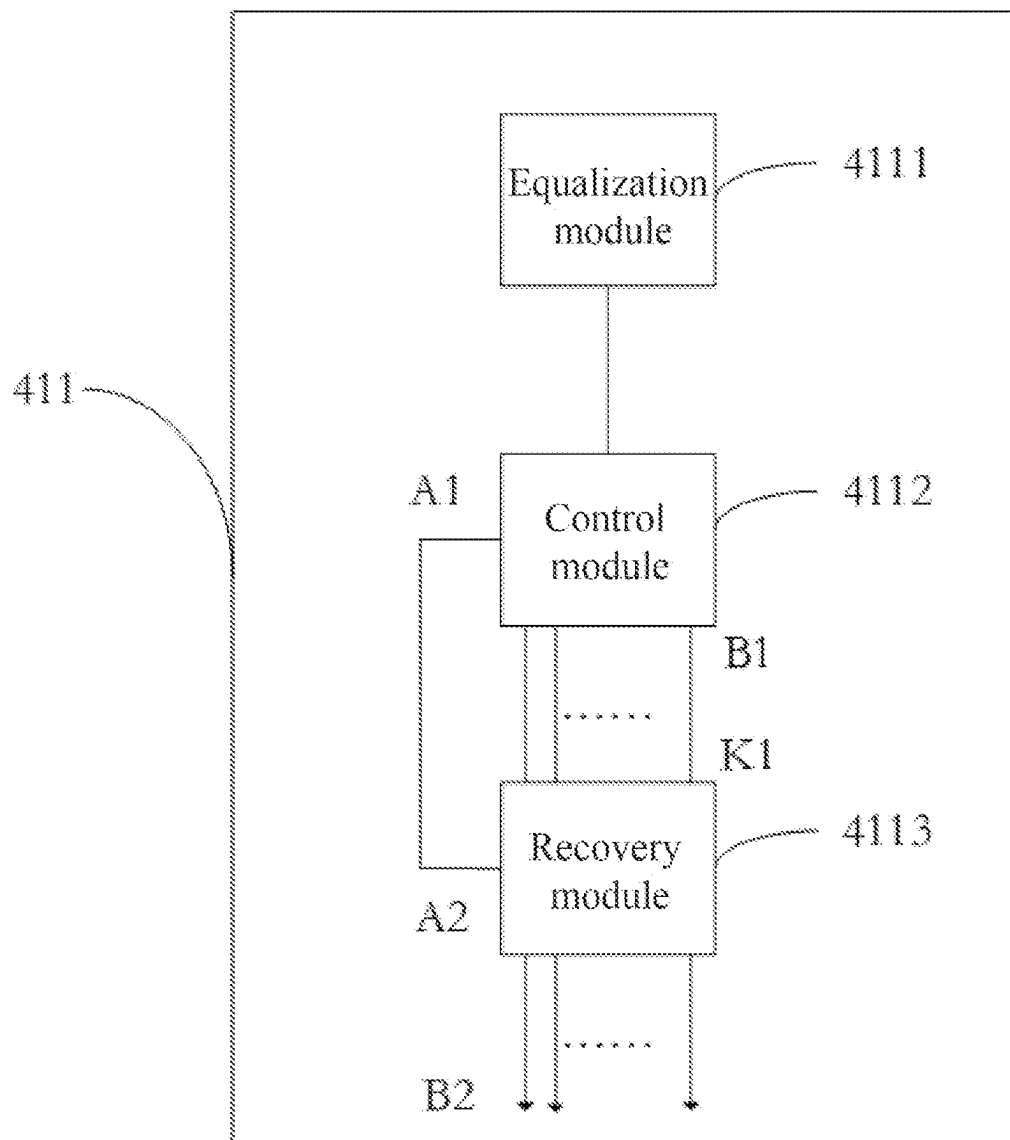 Equalization
module
4111
411
A1
Control
module
4112
B1
......
K1
Recovery
module
4113
A2
......
B2